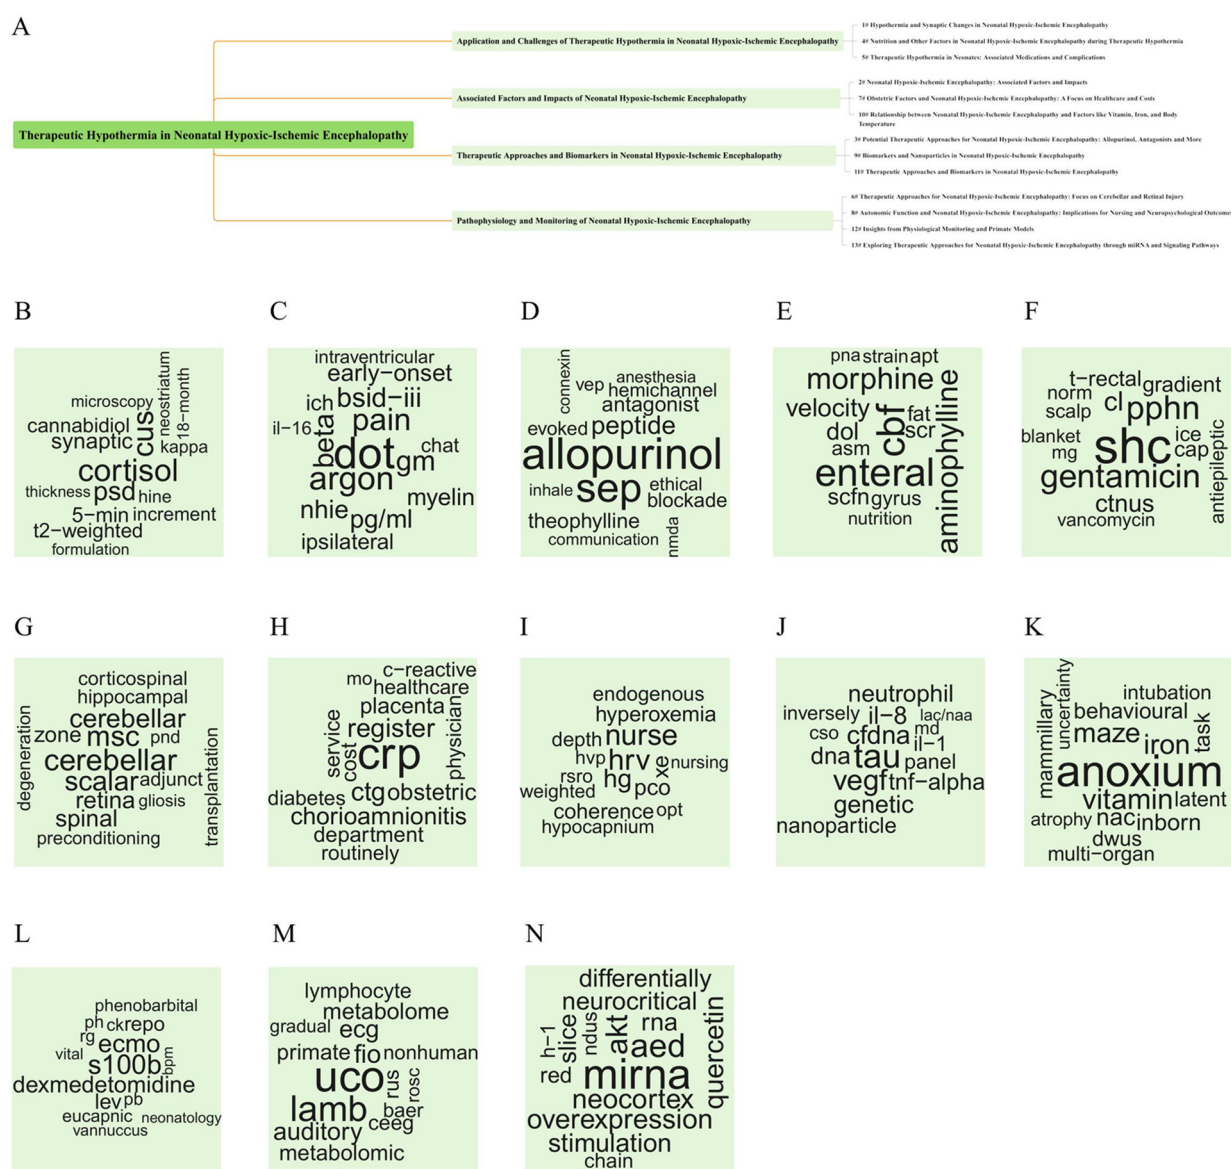 A
Therapeutic Hypothermia in Neonatal Hypoxic-Ischemic Encephalopathy
Application and Challenges of Therapeutic Hypothermia in Neonatal Hypoxic-Ischemic Encephalopathy
1# Hypothermia and Synaptic Changes in Neonatal Hypoxic-Ischemic Encephalopathy
4# Nutrition and Other Factors in Neonatal Hypoxic-Ischemic Encephalopathy during Therapeutic Hypothermia
5# Therapeutic Hypothermia in Neonates: Associated Medications and Complications
Associated Factors and Impacts of Neonatal Hypoxic-Ischemic Encephalopathy
2# Neonatal Hypoxic-Ischemic Encephalopathy: Associated Factors and Impacts
7# Obstetric Factors and Neonatal Hypoxic-Ischemic Encephalopathy: A Focus on Healthcare and Costs
10# Relationship between Neonatal Hypoxic-Ischemic Encephalopathy and Factors like Vitamin, Iron, and Body
Temperature
Therapeutic Approaches and Biomarkers in Neonatal Hypoxic-Ischemic Encephalopathy
3# Potential Therapeutic Approaches for Neonatal Hypoxic-Ischemic Encephalopathy: Allopurinol, Antagonists and More
9# Biomarkers and Nanoparticles in Neonatal Hypoxic-Ischemic Encephalopathy
11# Therapeutic Approaches and Biomarkers in Neonatal Hypoxic-Ischemic Encephalopathy
Pathophysiology and Monitoring of Neonatal Hypoxic-Ischemic Encephalopathy
6# Therapeutic Approaches for Neonatal Hypoxic-Ischemic Encephalopathy: Focus on Cerebellar and Retinal Injury
8# Autonomic Function and Neonatal Hypoxic-Ischemic Encephalopathy: Implications for Nursing and Neuropsychological Outcome
12# Insights from Physiological Monitoring and Primate Models
13# Exploring Therapeutic Approaches for Neonatal Hypoxic-Ischemic Encephalopathy through miRNA and Signaling Pathways
B
microscopy
cus
neostriatum
18-month
cannabidiol
synaptic
kappa
cortisol
thickness
psd
hine
5-min
increment
t2-weighted
formulation
C
intraventricular
early-onset
ich
bsid-iii
il-16
beta
pain
dot
gm
chat
argon
myelin
nhie
pg/ml
ipsilateral
D
connexin
vep
anesthesia
hemichannel
antagonist
evoked
peptide
allopurinol
inhale
sep
ethical
blockade
theophylline
communication
nmda
E
pna
strain
apt
morphine
aminophylline
velocity
cbf
fat
scr
dol
asm
enteral
scfn
gyrus
nutrition
F
t-rectal
gradient
norm
scalp
cl
pphn
blanket
mg
shc
ice
cap
antiepileptic
gentamicin
ctnus
vancomycin
G
corticospinal
hippocampal
degeneration
cerebellar
zone
msc
pnd
transplantation
cerebellar
scalar
adjunct
retina
gliosis
spinal
preconditioning
H
c-reactive
mo
healthcare
placenta
service
cost
register
physician
crp
diabetes
ctg
obstetric
chorioamnionitis
department
routinely
I
endogenous
hyperoxemia
depth
nurse
hvp
hrv
xe
nursing
rsro
hg
pco
weighted
coherence
opt
hypocapnium
J
neutrophil
inversely
il-8
lac/naa
cso
cfdna
md
il-1
dna
tau
panel
vegf
tnf-alpha
genetic
nanoparticle
K
mammillary
uncertainty
intubation
behavioural
maze
iron
task
anoxium
vitamin
latent
atrophy
nac
inborn
dwus
multi-organ
L
phenobarbital
ph
ck
repo
rg
ecmo
vital
s100b
bpm
dexmedetomidine
lev
pb
eucapnic
neonatology
vannuccus
M
lymphocyte
metabolome
gradual
ecg
primate
fio
nonhuman
uco
rus
rosc
lamb
baer
auditory
ceeg
metabolomic
N
differentially
neurocritical
h-1
slice
ndus
akt
rna
quercetin
aed
red
mirna
neocortex
overexpression
stimulation
chain